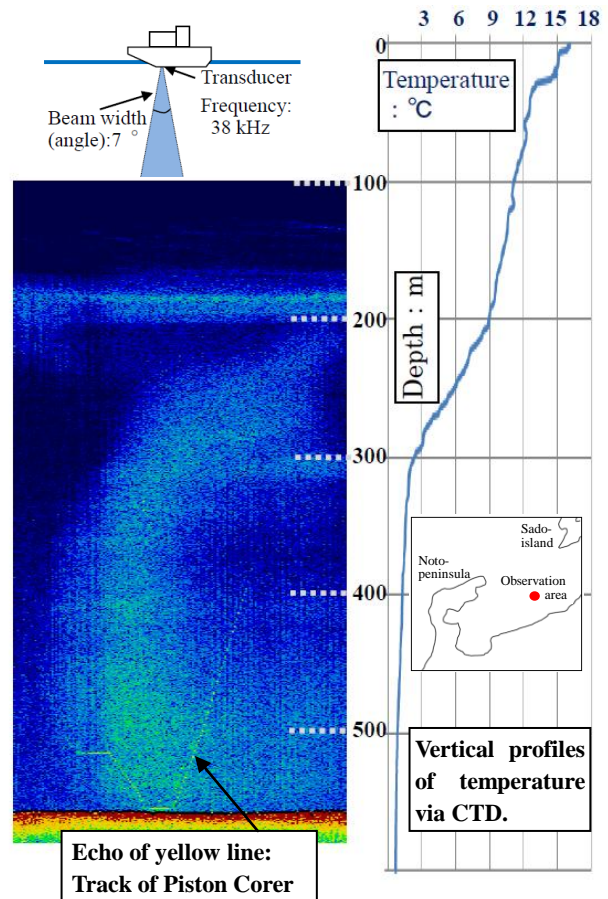 3 6 9 12 15 18
0
Temperature
: ℃
Transducer
Frequency:
38 kHz
Beam width
(angle):7 °
100
200
300
400
500
Depth : m
Sado-
island
Noto-
peninsula
Observation
area
Vertical profiles
of temperature
via CTD.
Echo of yellow line:
Track of Piston Corer